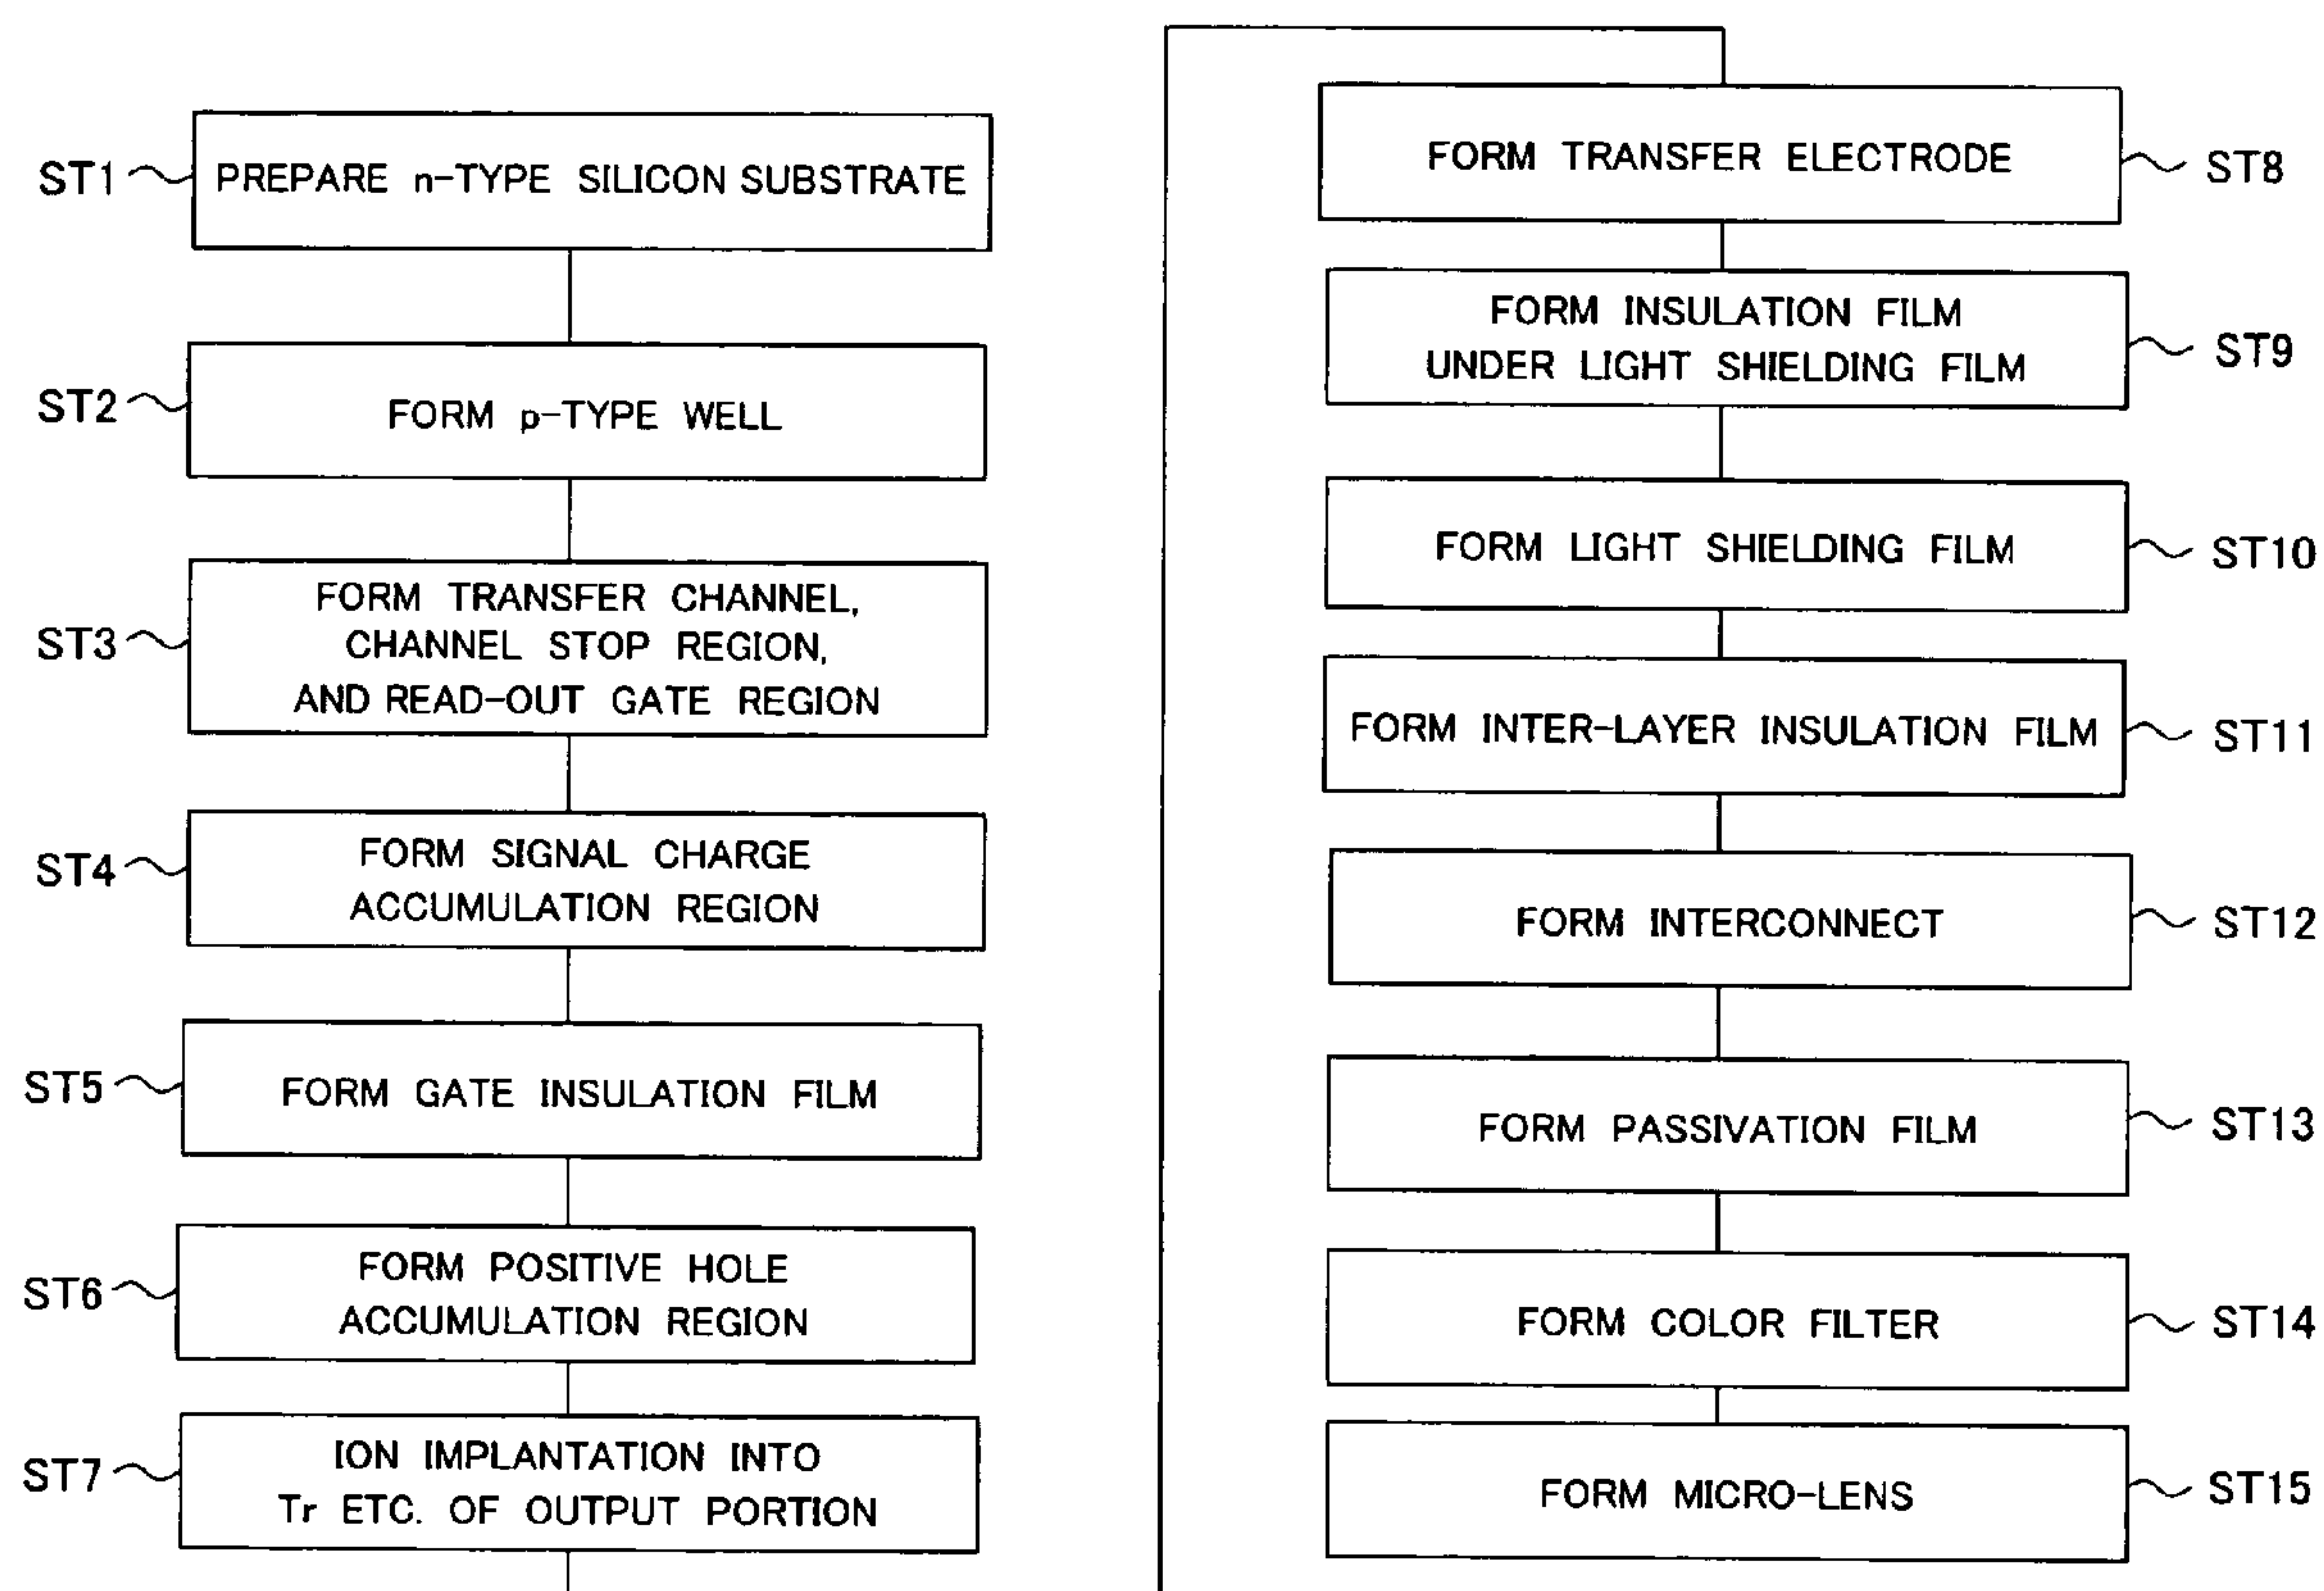 ST1
PREPARE n-TYPE SILICON SUBSTRATE
ST2
FORM p-TYPE WELL
ST3
FORM TRANSFER CHANNEL,
CHANNEL STOP REGION,
AND READ-OUT GATE REGION
ST4
FORM SIGNAL CHARGE
ACCUMULATION REGION
ST5
FORM GATE INSULATION FILM
ST6
FORM POSITIVE HOLE
ACCUMULATION REGION
ST7
ION IMPLANTATION INTO
Tr ETC. OF OUTPUT PORTION
FORM TRANSFER ELECTRODE
ST8
FORM INSULATION FILM
UNDER LIGHT SHIELDING FILM
ST9
FORM LIGHT SHIELDING FILM
ST10
FORM INTER-LAYER INSULATION FILM
ST11
FORM INTERCONNECT
ST12
FORM PASSIVATION FILM
ST13
FORM COLOR FILTER
ST14
FORM MICRO-LENS
ST15